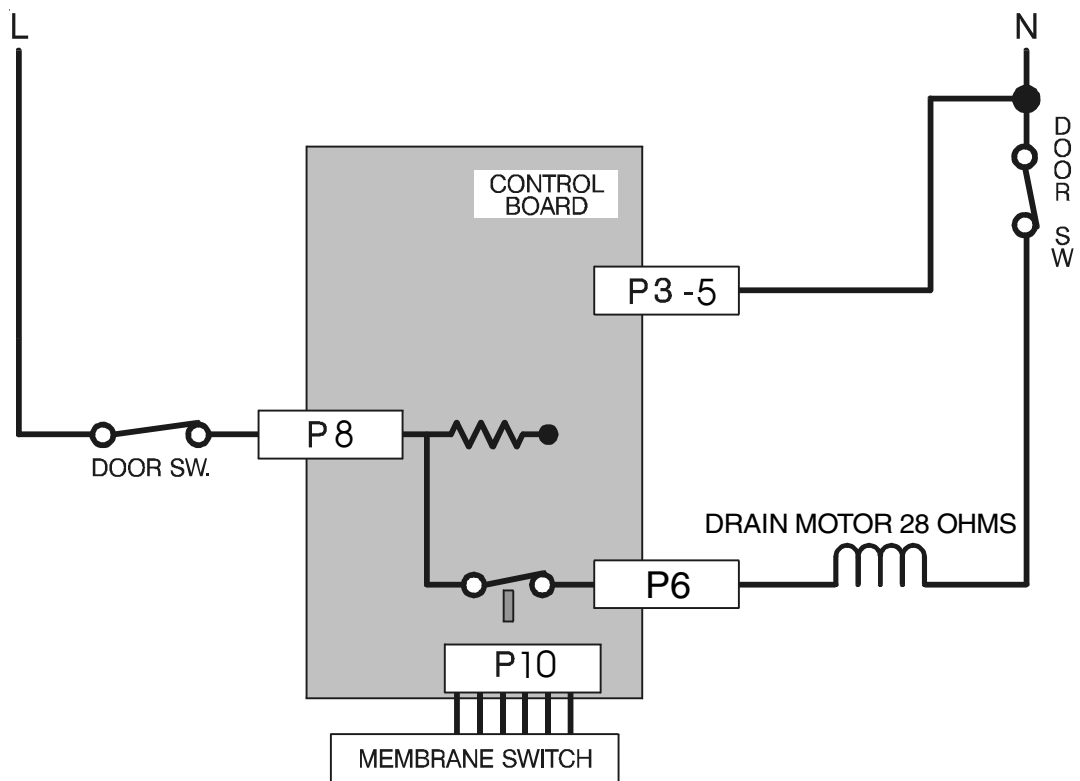 L
N
DOOR SW
CONTROL
BOARD
P3-5
P8
DOOR SW.
DRAIN MOTOR 28 OHMS
P6
P10
MEMBRANE SWITCH